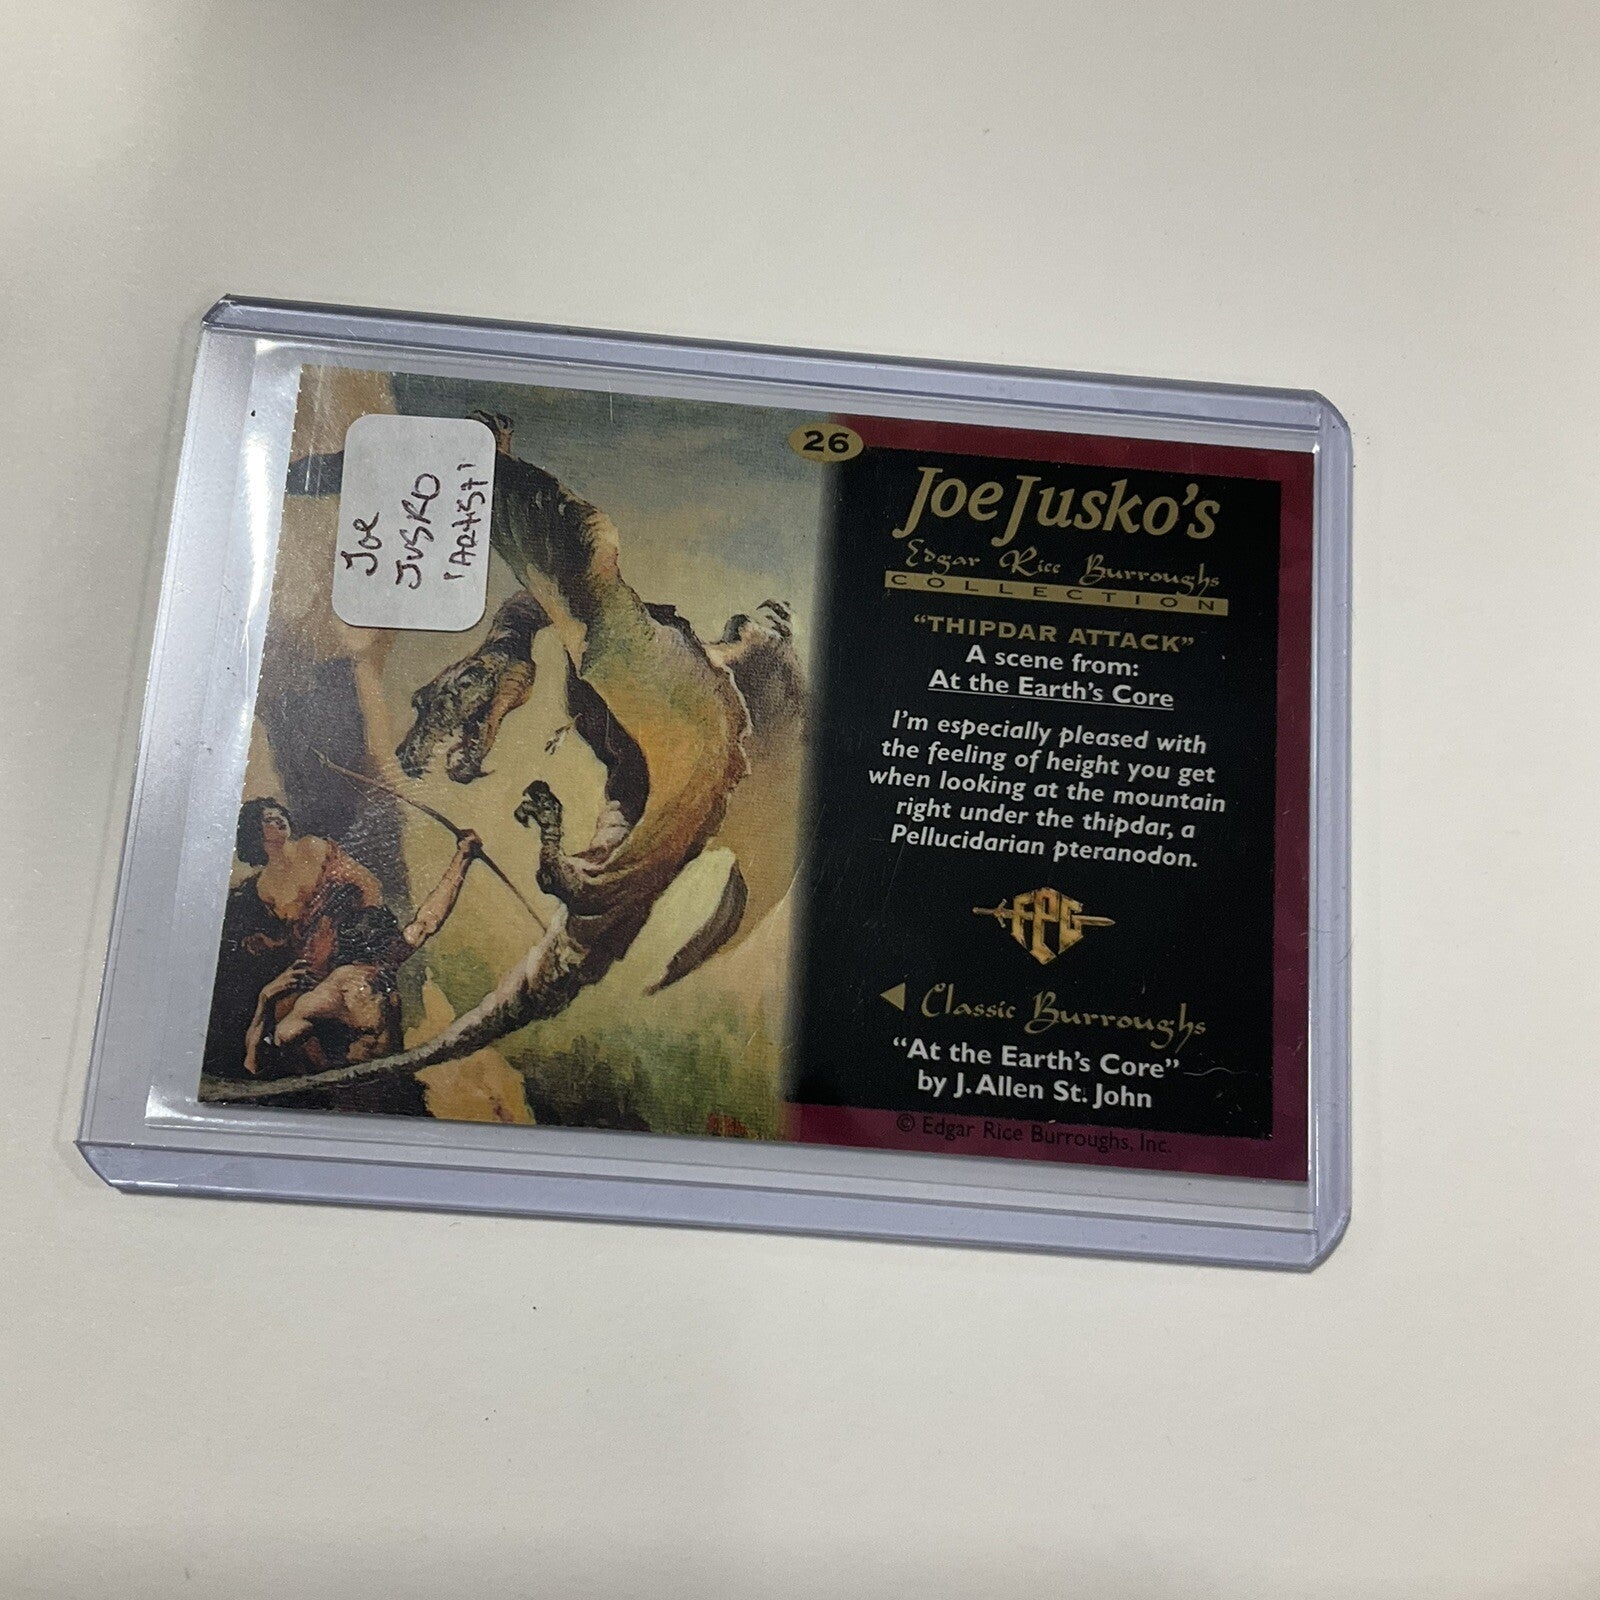 JOE
JUSKO
'ARTIST'
26
Joe Jusko's
Edgar Rice Burroughs
COLLECTION
“THIPDAR ATTACK”
A scene from:
At the Earth's Core
I'm especially pleased with
the feeling of height you get
when looking at the mountain
right under the thipdar, a
Pellucidarian pteranodon.
FPG
Classic Burroughs
“At the Earth's Core”
by J. Allen St. John
© Edgar Rice Burroughs, Inc.